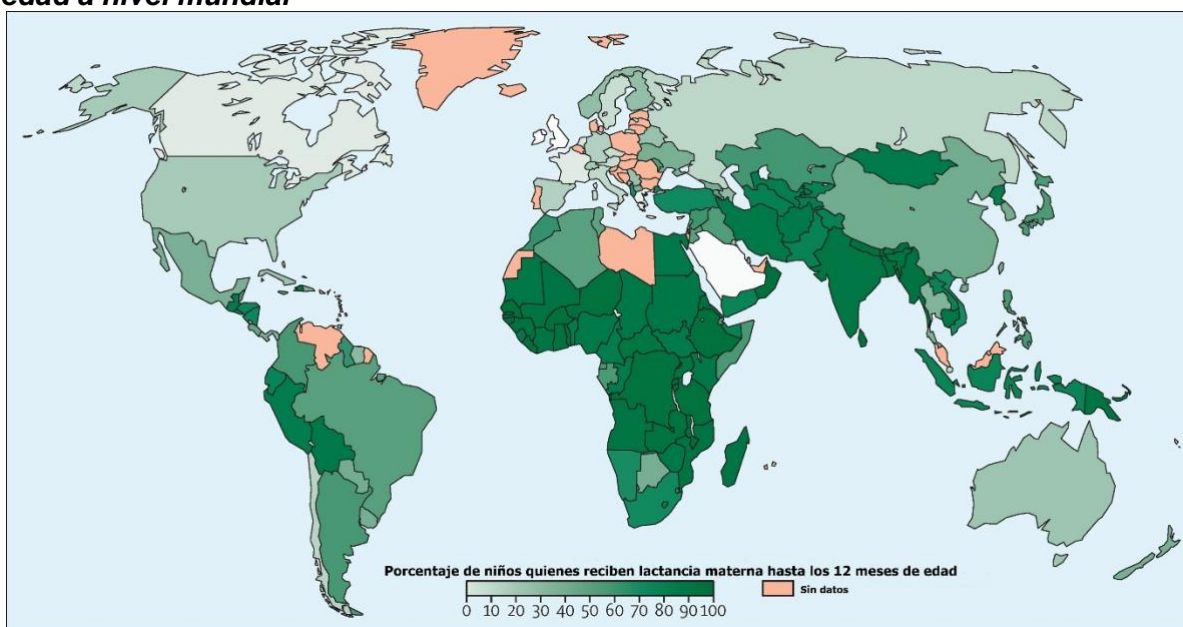 edad a nivel mundial
Porcentaje de niños quienes reciben lactancia materna hasta los 12 meses de edad
Sin datos
0 10 20 30 40 50 60 70 80 90 100